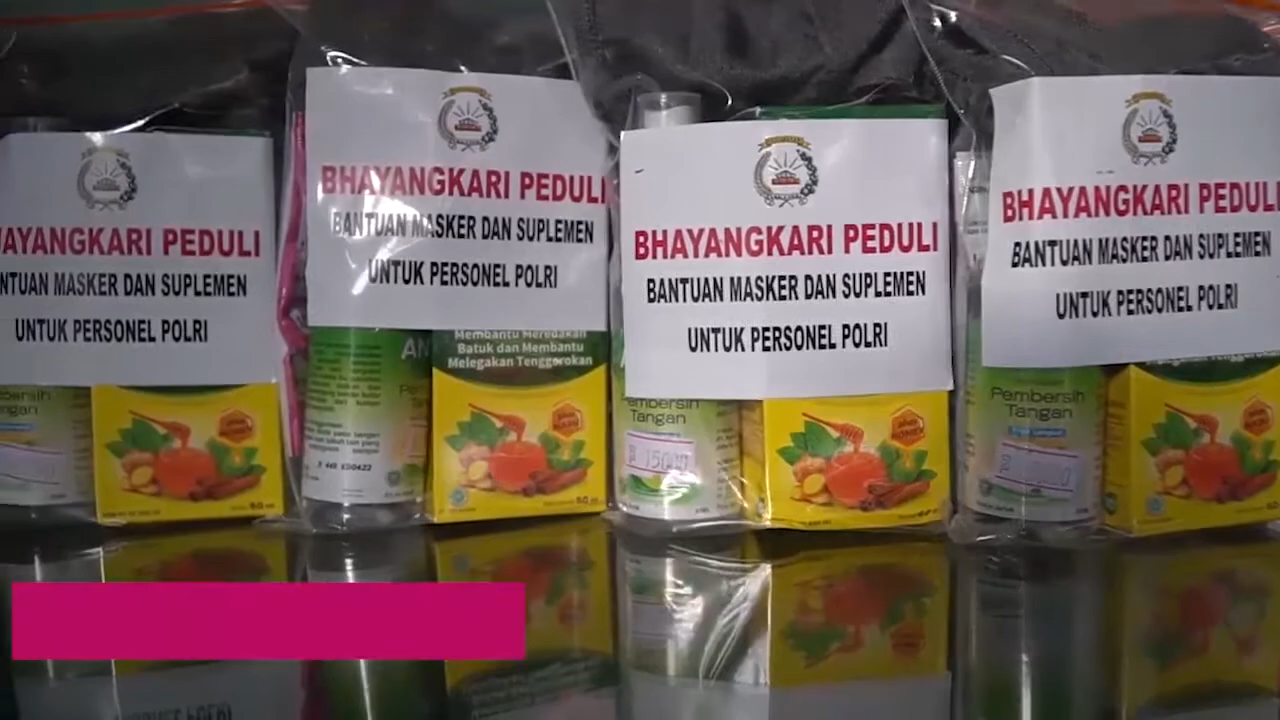 BHAYANGKARI PEDULI
BANTUAN MASKER DAN SUPLEMEN
UNTUK PERSONEL POLRI
Pembersih
Tangan
BHAYANGKARI PEDULI
BANTUAN MASKER DAN SUPLEMEN
UNTUK PERSONEL POLRI
Membantu Meredakan
Batuk dan Membantu
Melegakan Tenggorokan
BHAYANGKARI PEDULI
BANTUAN MASKER DAN SUPLEMEN
UNTUK PERSONEL POLRI
Pembersih
Tangan
BHAYANGKARI PEDULI
BANTUAN MASKER DAN SUPLEMEN
UNTUK PERSONEL POLRI
Pembersih
Tangan